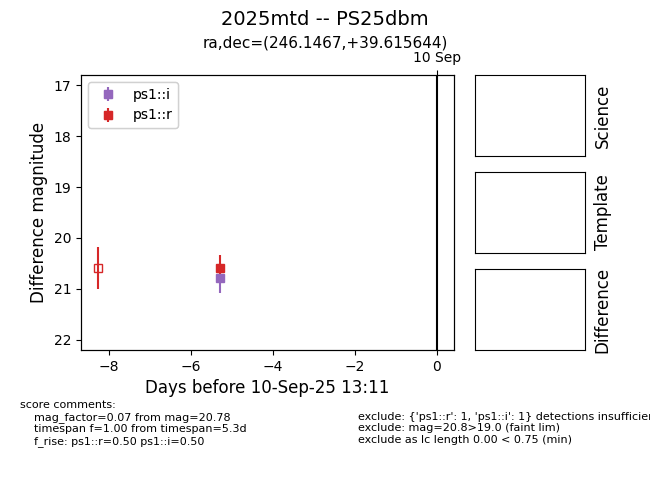 2025mtd -- PS25dbm
ra,dec=(246.1467,+39.615644)
10 Sep
ps1::i
ps1::r
17
18
19
20
21
22
Difference magnitude
−8
−6
−4
−2
0
Days before 10-Sep-25 13:11
Science
Template
Difference
score comments:
mag_factor=0.07 from mag=20.78
timespan f=1.00 from timespan=5.3d
f_rise: ps1::r=0.50 ps1::i=0.50
exclude: {'ps1::r': 1, 'ps1::i': 1} detections
exclude: mag=20.8>19.0 (faint lim)
exclude as lc length 0.00 < 0.75 (min)